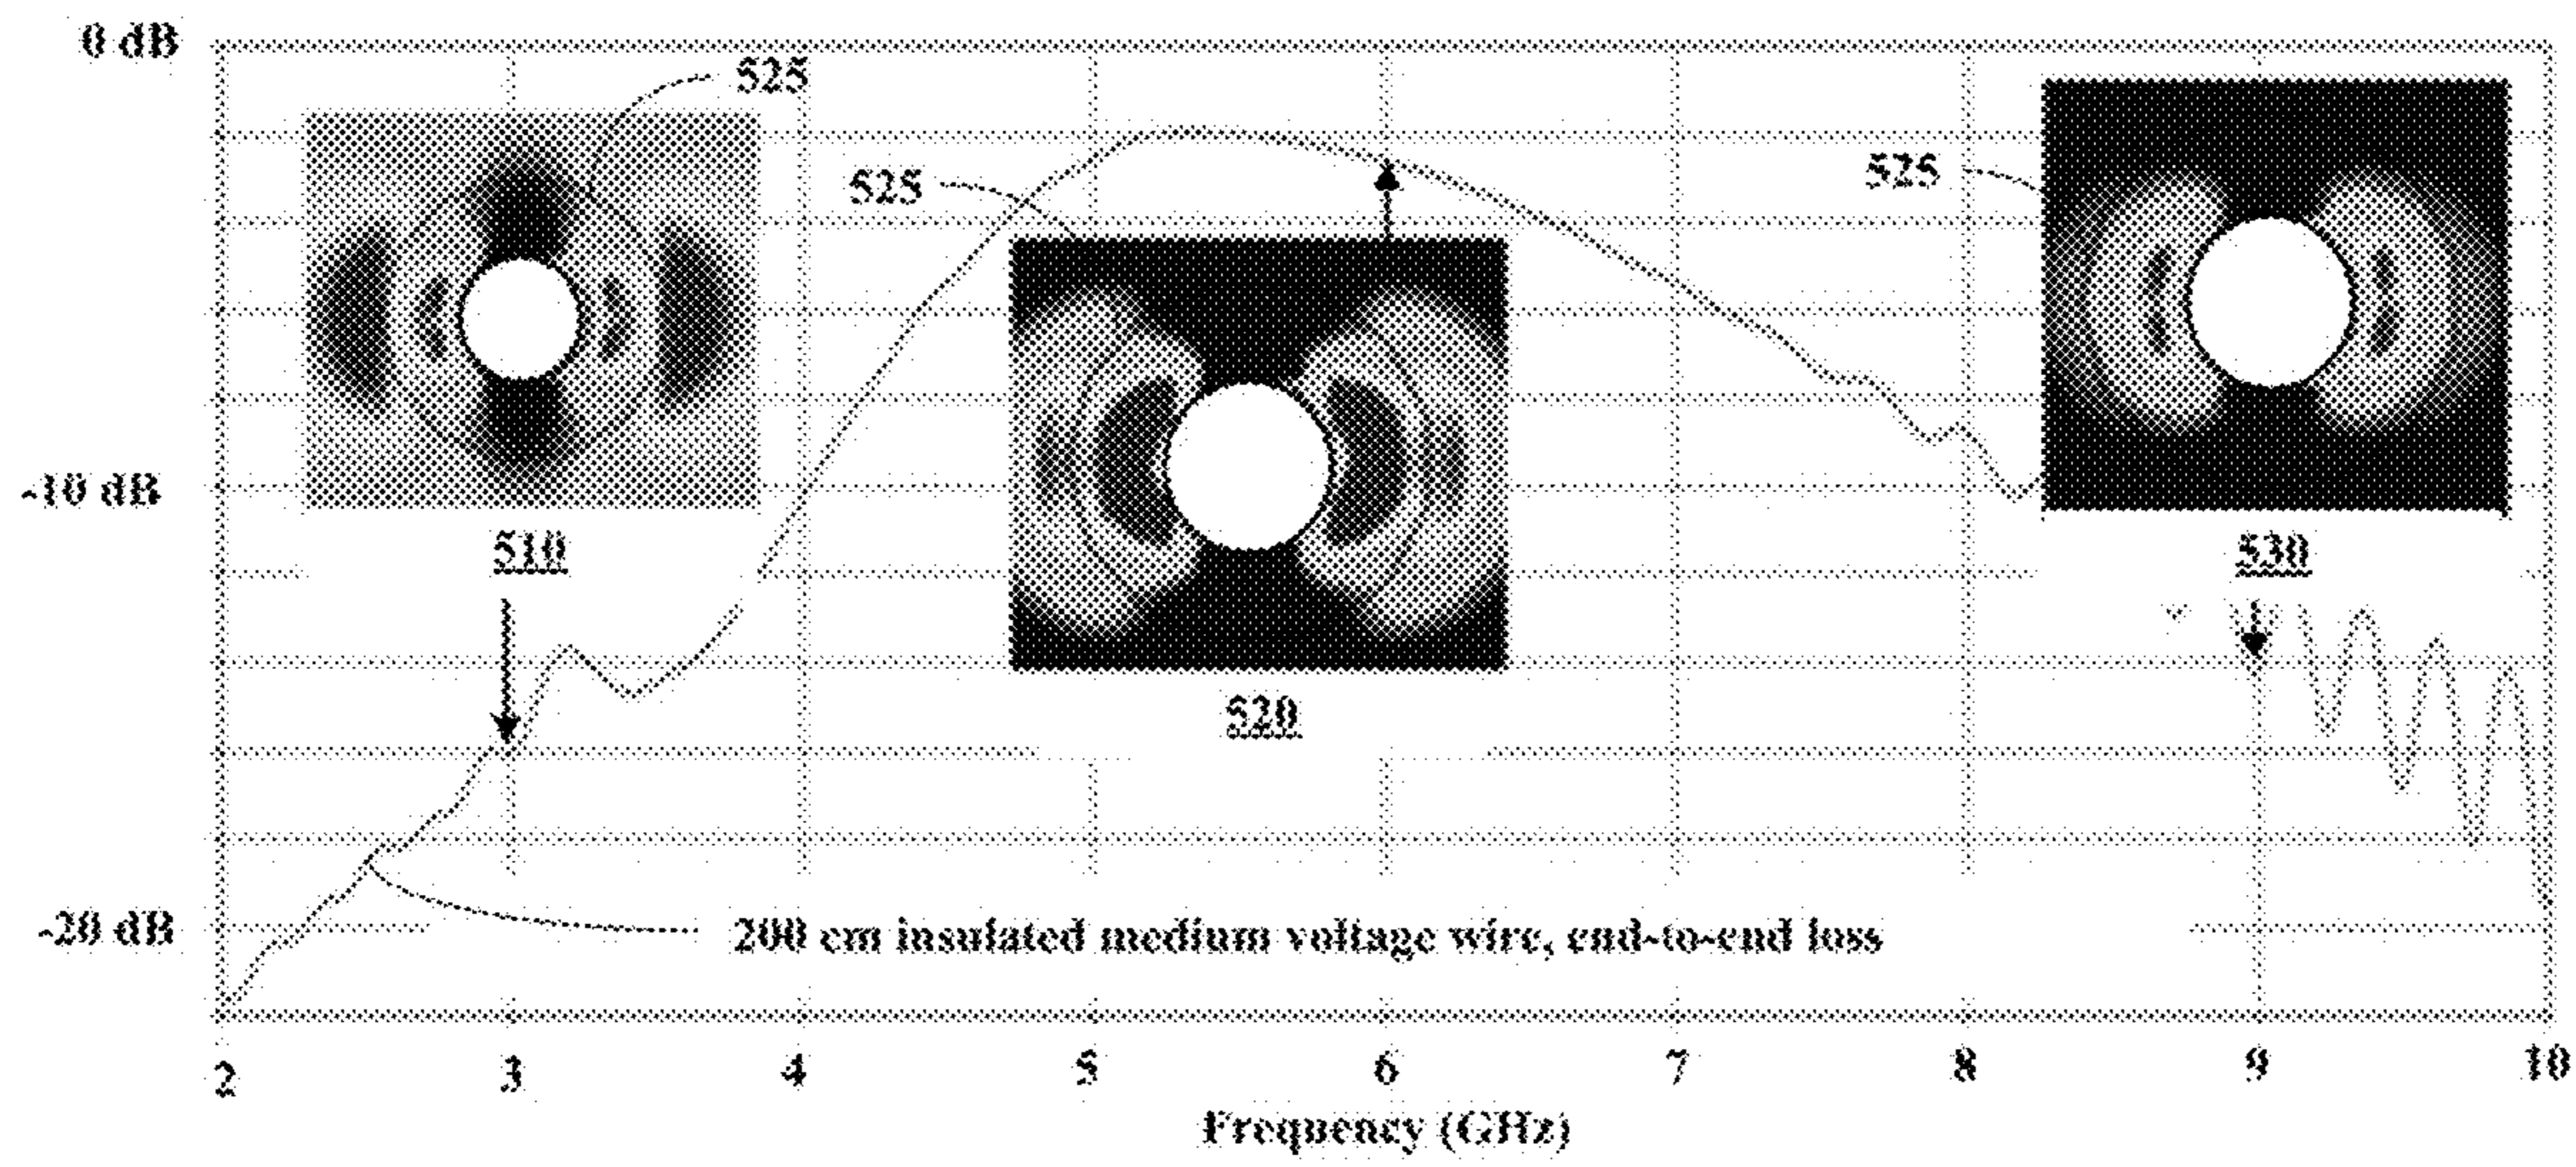 0 dB
525
525
525
-10 dB
510
530
520
-20 dB
200 cm insulated medium voltage wire, end-to-end loss
2 3 4 5 6 7 8 9 10
Frequency (GHz)